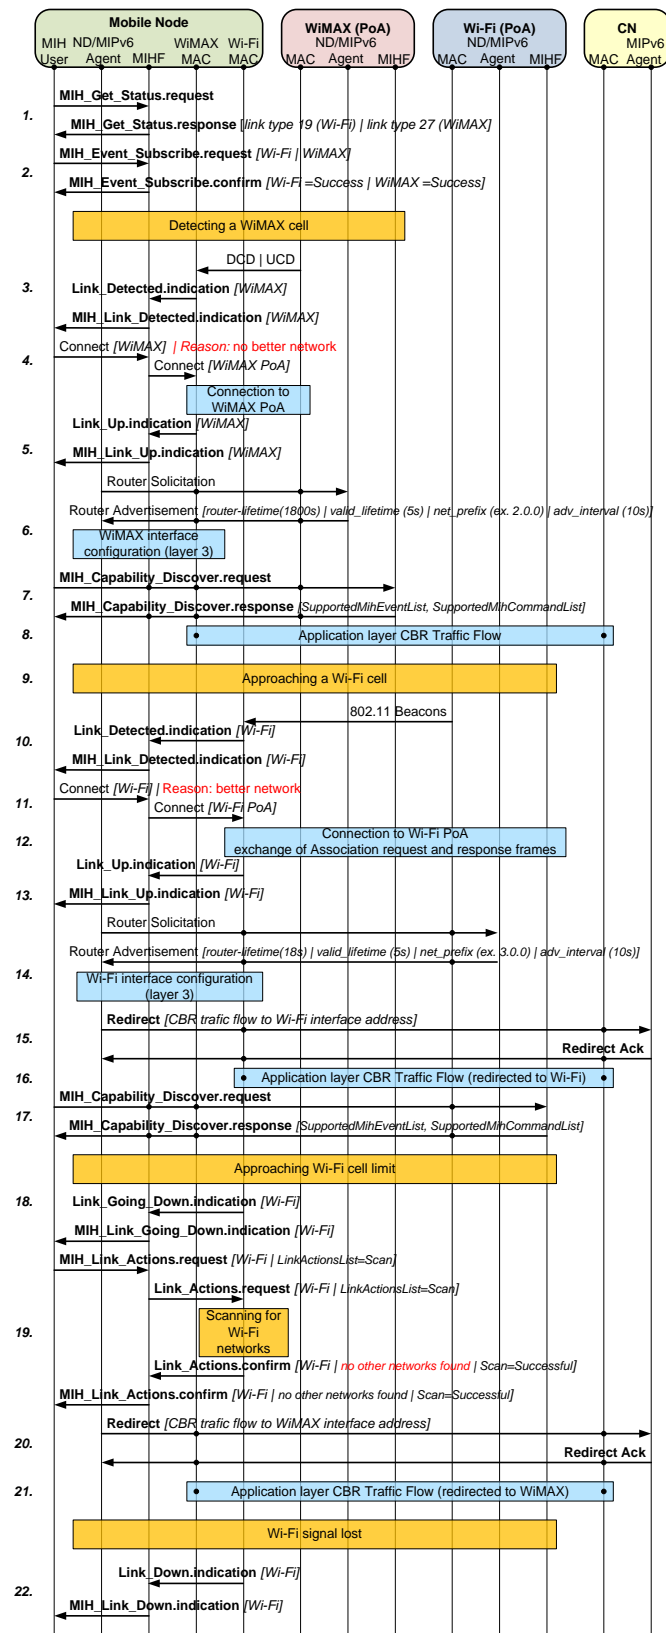 Mobile Node
WiMAX (PoA)
Wi-Fi (PoA)
CN
MIH User
ND/MIPv6 Agent
MIHF
WiMAX MAC
Wi-Fi MAC
MAC
ND/MIPv6 Agent
MIHF
MAC
ND/MIPv6 Agent
MIHF
MAC
MIPv6 Agent
1.
MIH_Get_Status.request
MIH_Get_Status.response [link type 19 (Wi-Fi) | link type 27 (WiMAX]
2.
MIH_Event_Subscribe.request [Wi-Fi | WiMAX]
MIH_Event_Subscribe.confirm [Wi-Fi =Success | WiMAX =Success]
Detecting a WiMAX cell
DCD | UCD
3.
Link_Detected.indication [WiMAX]
MIH_Link_Detected.indication [WiMAX]
Connect [WiMAX] | Reason: no better network
4.
Connect [WiMAX PoA]
Connection to
WiMAX PoA
Link_Up.indication [WiMAX]
5.
MIH_Link_Up.indication [WiMAX]
Router Solicitation
Router Advertisement [router-lifetime(1800s) | valid_lifetime (5s) | net_prefix (ex. 2.0.0) | adv_interval (10s)]
6.
WiMAX interface
configuration (layer 3)
MIH_Capability_Discover.request
7.
MIH_Capability_Discover.response [SupportedMihEventList, SupportedMihCommandList]
8.
Application layer CBR Traffic Flow
9.
Approaching a Wi-Fi cell
802.11 Beacons
Link_Detected.indication [Wi-Fi]
10.
MIH_Link_Detected.indication [Wi-Fi]
Connect [Wi-Fi] | Reason: better network
11.
Connect [Wi-Fi PoA]
12.
Connection to Wi-Fi PoA
exchange of Association request and response frames
Link_Up.indication [Wi-Fi]
13.
MIH_Link_Up.indication [Wi-Fi]
Router Solicitation
Router Advertisement [router-lifetime(18s) | valid_lifetime (5s) | net_prefix (ex. 3.0.0) | adv_interval (10s)]
14.
Wi-Fi interface configuration
(layer 3)
Redirect [CBR trafic flow to Wi-Fi interface address]
15.
Redirect Ack
16.
Application layer CBR Traffic Flow (redirected to Wi-Fi)
MIH_Capability_Discover.request
17.
MIH_Capability_Discover.response [SupportedMihEventList, SupportedMihCommandList]
Approaching Wi-Fi cell limit
18.
Link_Going_Down.indication [Wi-Fi]
MIH_Link_Going_Down.indication [Wi-Fi]
MIH_Link_Actions.request [Wi-Fi | LinkActionsList=Scan]
Link_Actions.request [Wi-Fi | LinkActionsList=Scan]
19.
Scanning for
Wi-Fi
networks
Link_Actions.confirm [Wi-Fi | no other networks found | Scan=Successful]
MIH_Link_Actions.confirm [Wi-Fi | no other networks found | Scan=Successful]
Redirect [CBR trafic flow to WiMAX interface address]
20.
Redirect Ack
21.
Application layer CBR Traffic Flow (redirected to WiMAX)
Wi-Fi signal lost
Link_Down.indication [Wi-Fi]
22.
MIH_Link_Down.indication [Wi-Fi]